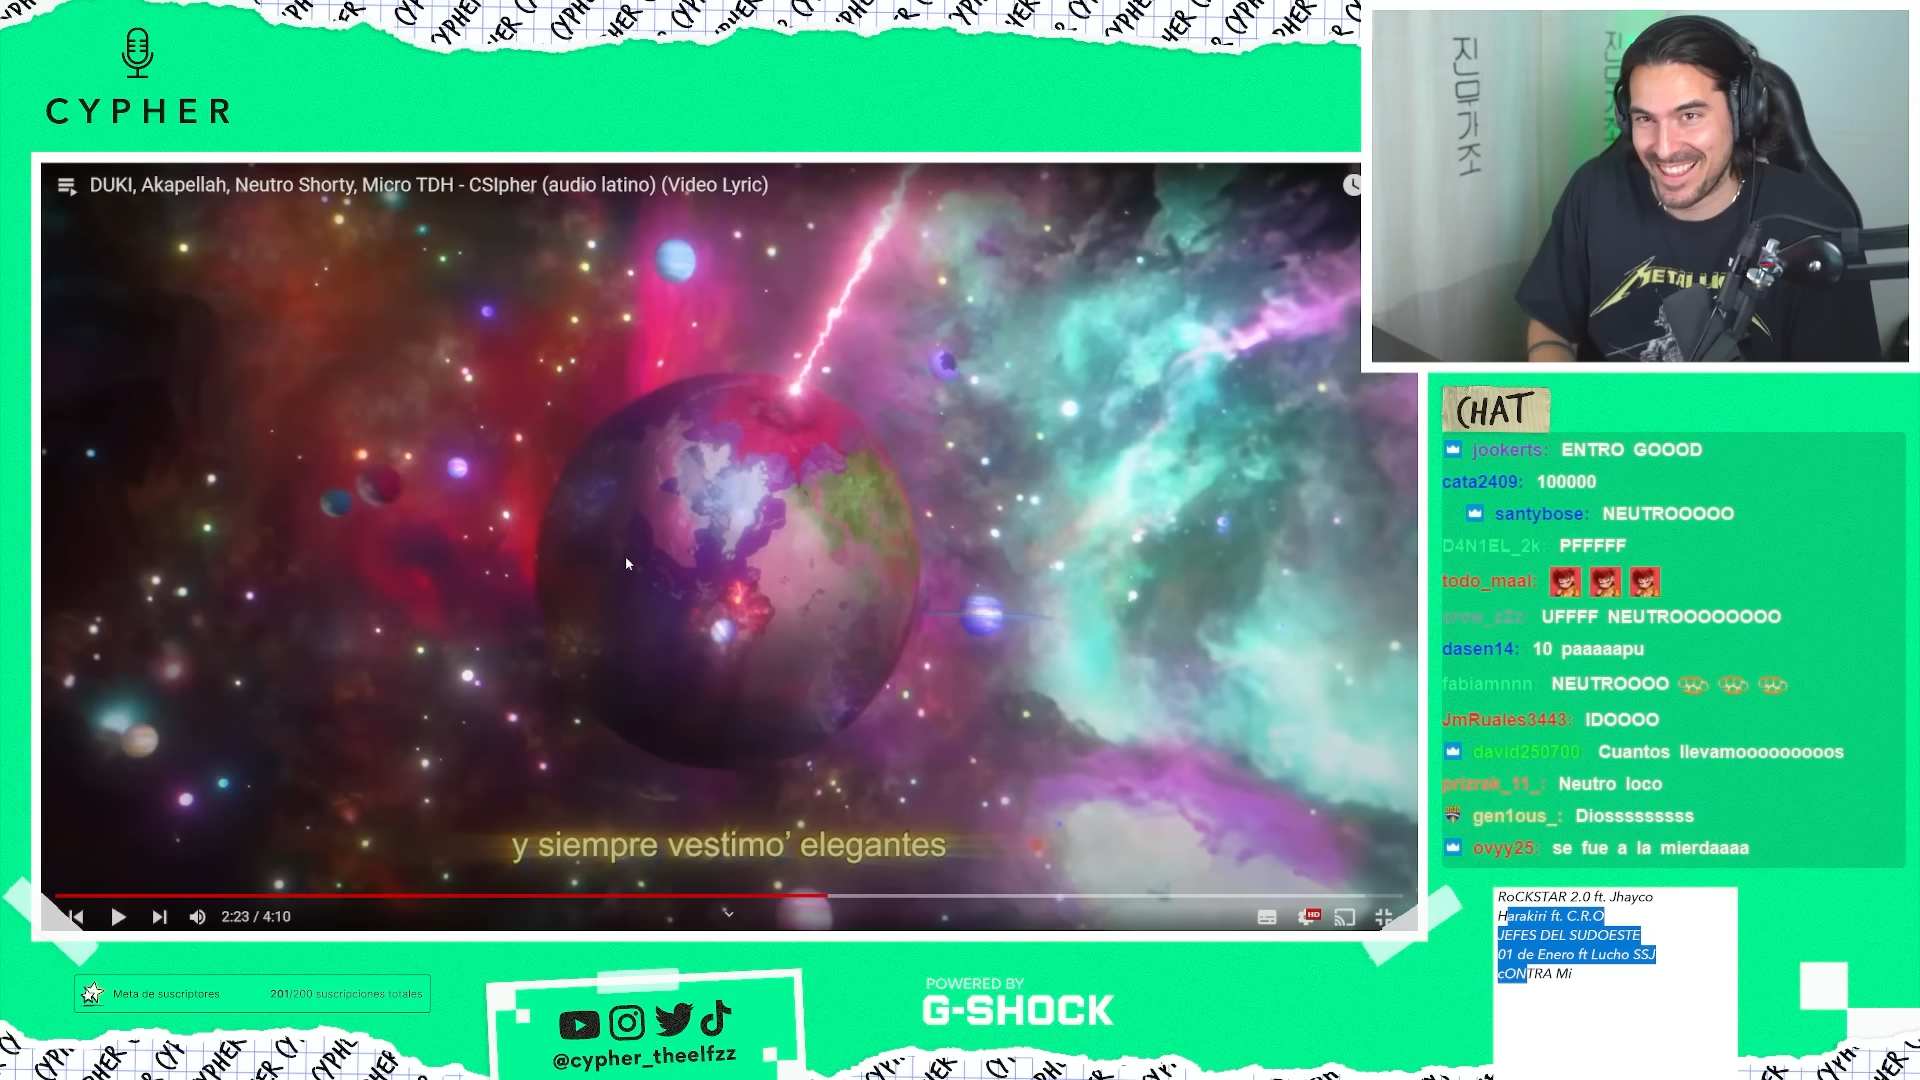 CYPHER
DUKI, Akapellah, Neutro Shorty, Micro TDH - CSIpher (audio latino) (Video Lyric)
y siempre vestimo' elegantes
2:23 / 4:10
HD
Meta de suscriptores 201/200 suscripciones totales
@cypher_theelfzz
POWERED BY
G-SHOCK
METALLIC
CHAT
jookerts: ENTRO GOOOD
cata2409: 100000
santybose: NEUTROOOOO
D4N1EL_2k: PFFFFF
todo_maal:
UFFFF NEUTROOOOOOOO
dasen14: 10 paaaaapu
fabiamnnn: NEUTROOOO
JmRuales3443: IDOOOO
david250700: Cuantos llevamooooooooos
prizrak_11_: Neutro loco
gen1ous_: Diosssssssss
ovyy25: se fue a la mierdaaaa
RoCKSTAR 2.0 ft. Jhayco
Harakiri ft. C.R.O
JEFES DEL SUDOESTE
01 de Enero ft Lucho SSJ
cONTRA Mi